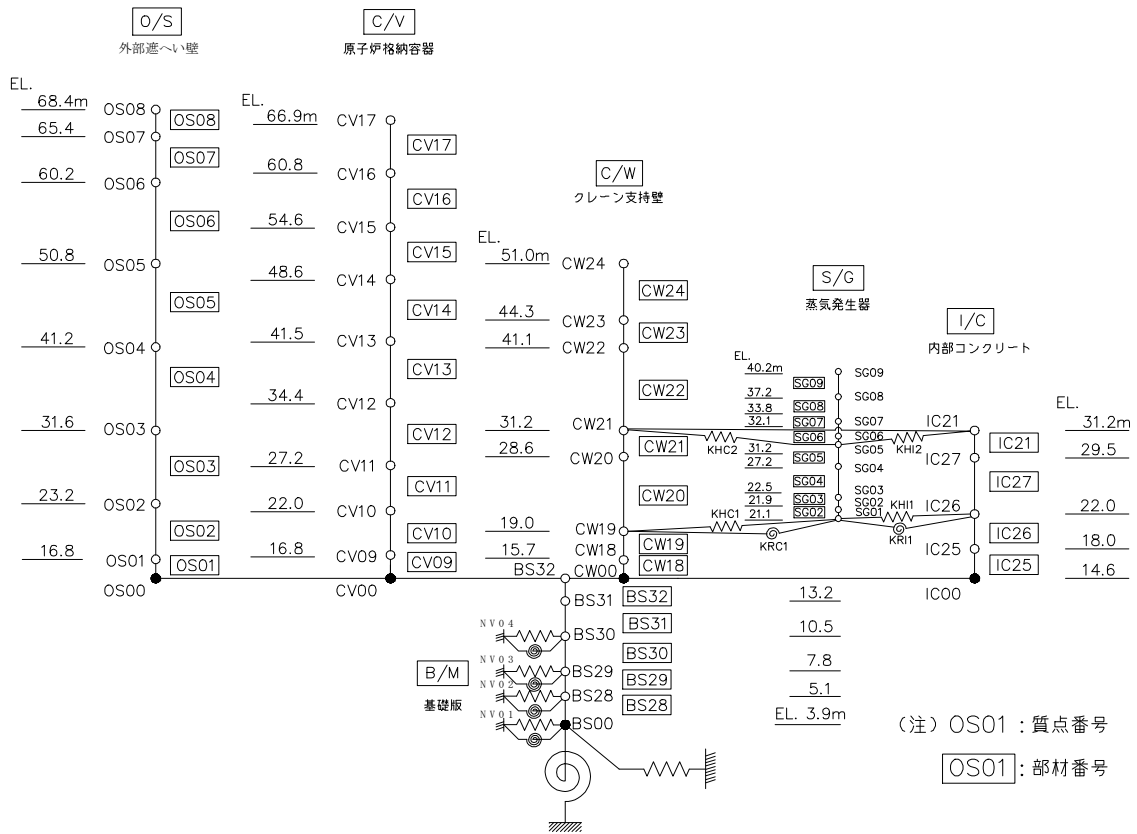 O/S
外部遮へい壁
EL.
68.4m
65.4
60.2
50.8
41.2
31.6
23.2
16.8
OS08
OS07
OS06
OS05
OS04
OS03
OS02
OS01
OS00
OS08
OS07
OS06
OS05
OS04
OS03
OS02
OS01
C/V
原子炉格納容器
EL.
66.9m
60.8
54.6
48.6
41.5
34.4
27.2
22.0
16.8
CV17
CV16
CV15
CV14
CV13
CV12
CV11
CV10
CV09
CV00
CV17
CV16
CV15
CV14
CV13
CV12
CV11
CV10
CV09
C/W
クレーン支持壁
EL.
51.0m
44.3
41.1
31.2
28.6
19.0
15.7
CW24
CW23
CW22
CW21
CW20
CW19
CW18
CW00
CW24
CW23
CW22
CW21
CW20
CW19
CW18
S/G
蒸気発生器
EL.
40.2m
37.2
33.8
32.1
31.2
27.2
22.5
21.9
21.1
SG09
SG08
SG07
SG06
SG05
SG04
SG03
SG02
SG09
SG08
SG07
SG06
SG05
SG04
SG03
SG02
SG01
KHC2
KHI2
KHC1
KHI1
KRC1
KRI1
I/C
内部コンクリート
IC21
IC27
IC26
IC25
IC00
IC21
IC27
IC26
IC25
EL.
31.2m
29.5
22.0
18.0
14.6
B/M
基礎版
NV04
NV03
NV02
NV01
BS32
BS31
BS30
BS29
BS28
BS00
BS32
BS31
BS30
BS29
BS28
13.2
10.5
7.8
5.1
EL. 3.9m
(注) OS01 : 質点番号
OS01 : 部材番号